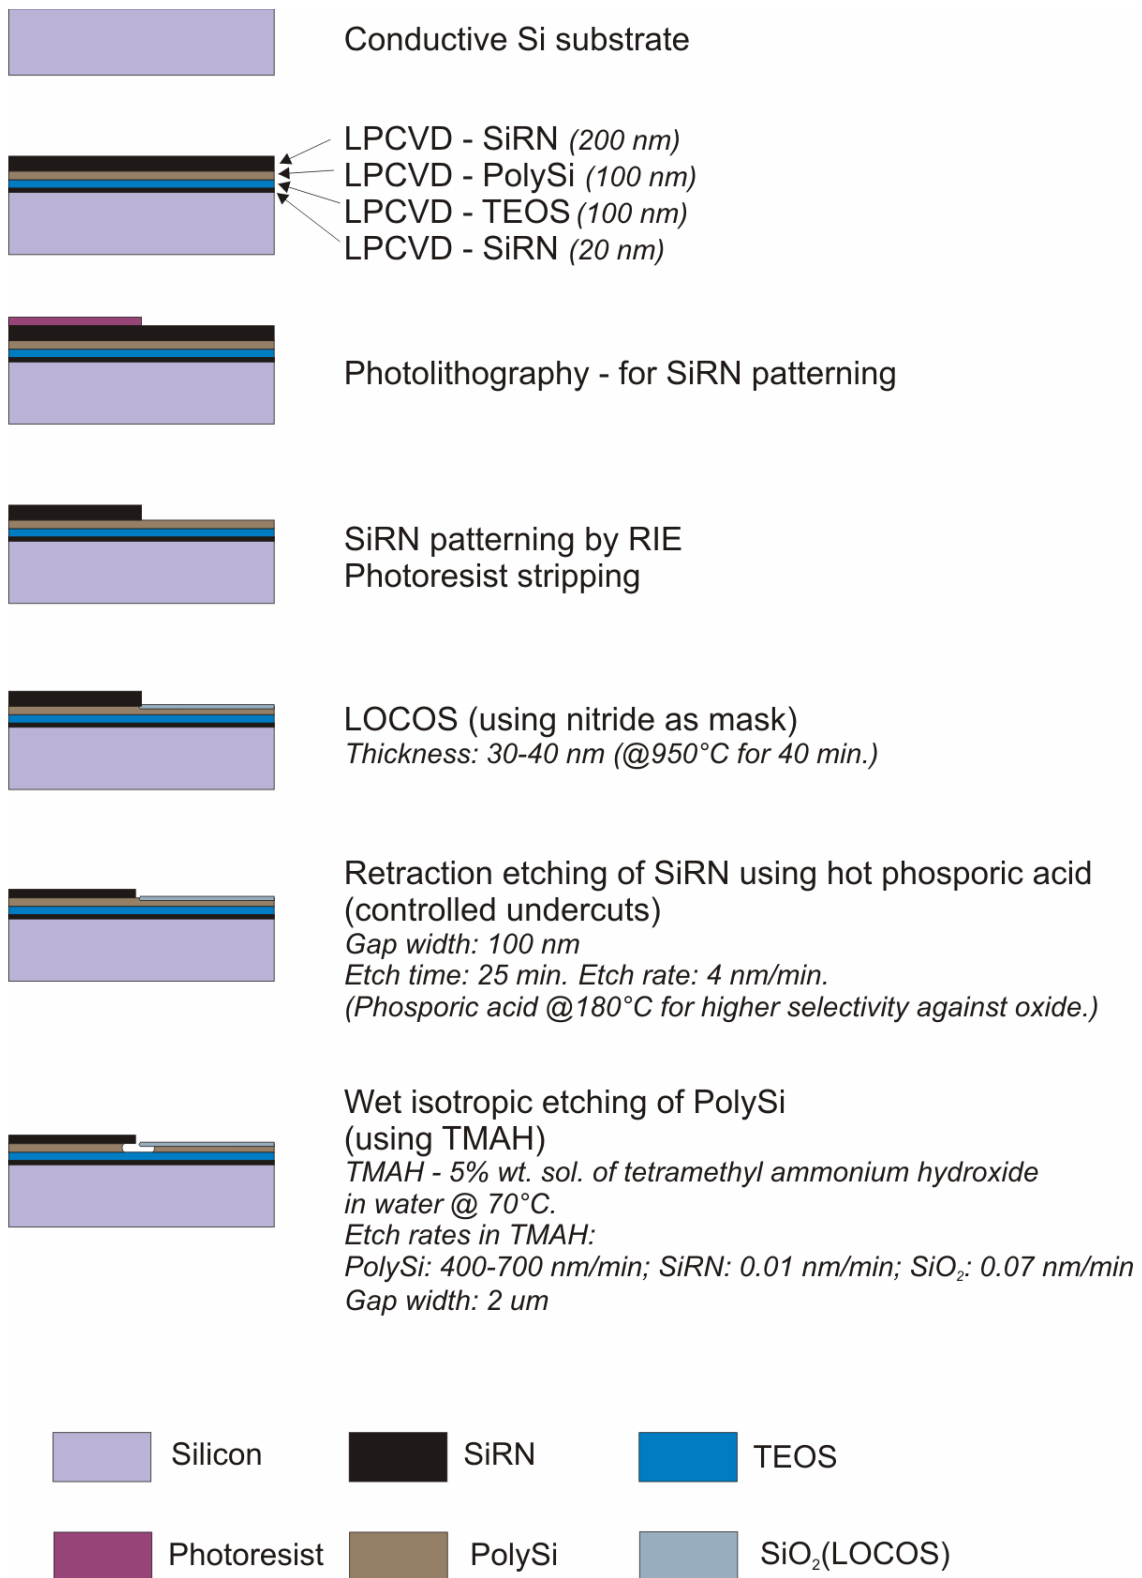 Conductive Si substrate
LPCVD - SiRN (200 nm)
LPCVD - PolySi (100 nm)
LPCVD - TEOS (100 nm)
LPCVD - SiRN (20 nm)
Photolithography - for SiRN patterning
SiRN patterning by RIE
Photoresist stripping
LOCOS (using nitride as mask)
Thickness: 30-40 nm (@950°C for 40 min.)
Retraction etching of SiRN using hot phosporic acid
(controlled undercuts)
Gap width: 100 nm
Etch time: 25 min. Etch rate: 4 nm/min.
(Phosporic acid @180°C for higher selectivity against oxide.)
Wet isotropic etching of PolySi
(using TMAH)
TMAH - 5% wt. sol. of tetramethyl ammonium hydroxide
in water @ 70°C.
Etch rates in TMAH:
PolySi: 400-700 nm/min; SiRN: 0.01 nm/min; SiO₂: 0.07 nm/min
Gap width: 2 um
Silicon SiRN TEOS
Photoresist PolySi SiO₂(LOCOS)